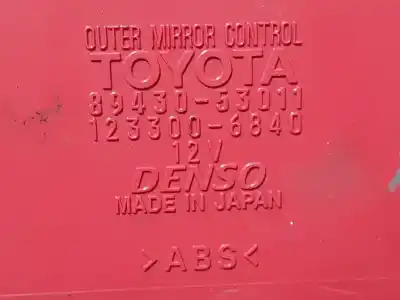 OUTER MIRROR CONTROL
TOYOTA
89430-53011
123300-6840
12V
DENSO
MADE IN JAPAN
>ABS<